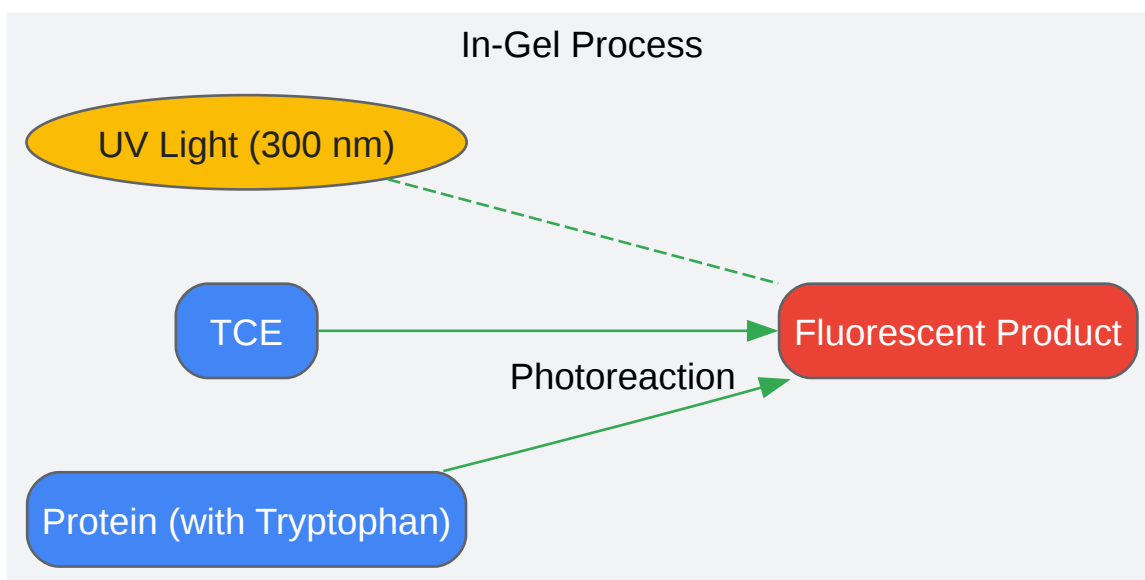 In-Gel Process
UV Light (300 nm)
TCE
Fluorescent Product
Photoreaction
Protein (with Tryptophan)